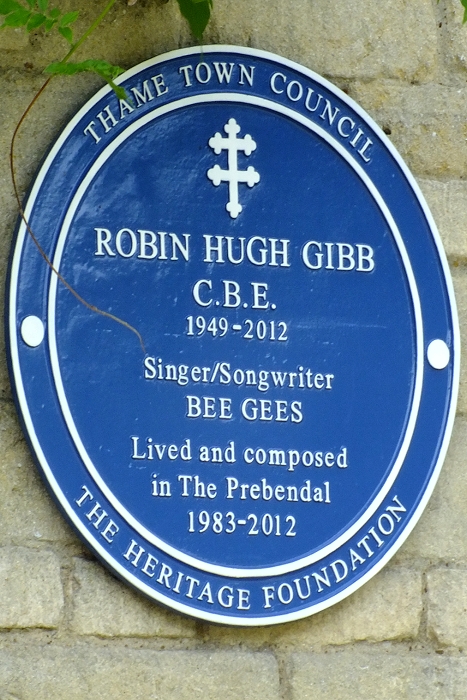 THAME TOWN COUNCIL
ROBIN HUGH GIBB
C.B.E.
1949-2012
Singer/Songwriter
BEE GEES
Lived and composed
in The Prebendal
1983-2012
THE HERITAGE FOUNDATION